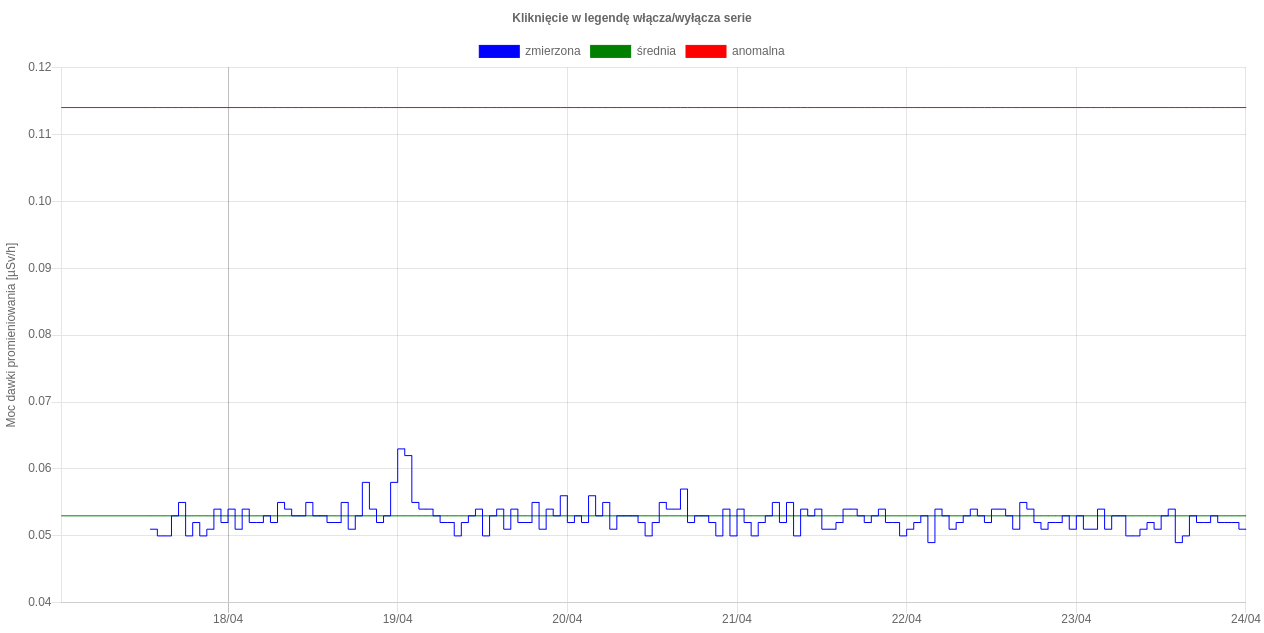 Kliknięcie w legendę włącza/wyłącza serie
zmierzona średnia anomalna
Moc dawki promieniowania [µSv/h]
0.12
0.11
0.10
0.09
0.08
0.07
0.06
0.05
0.04
18/04 19/04 20/04 21/04 22/04 23/04 24/04